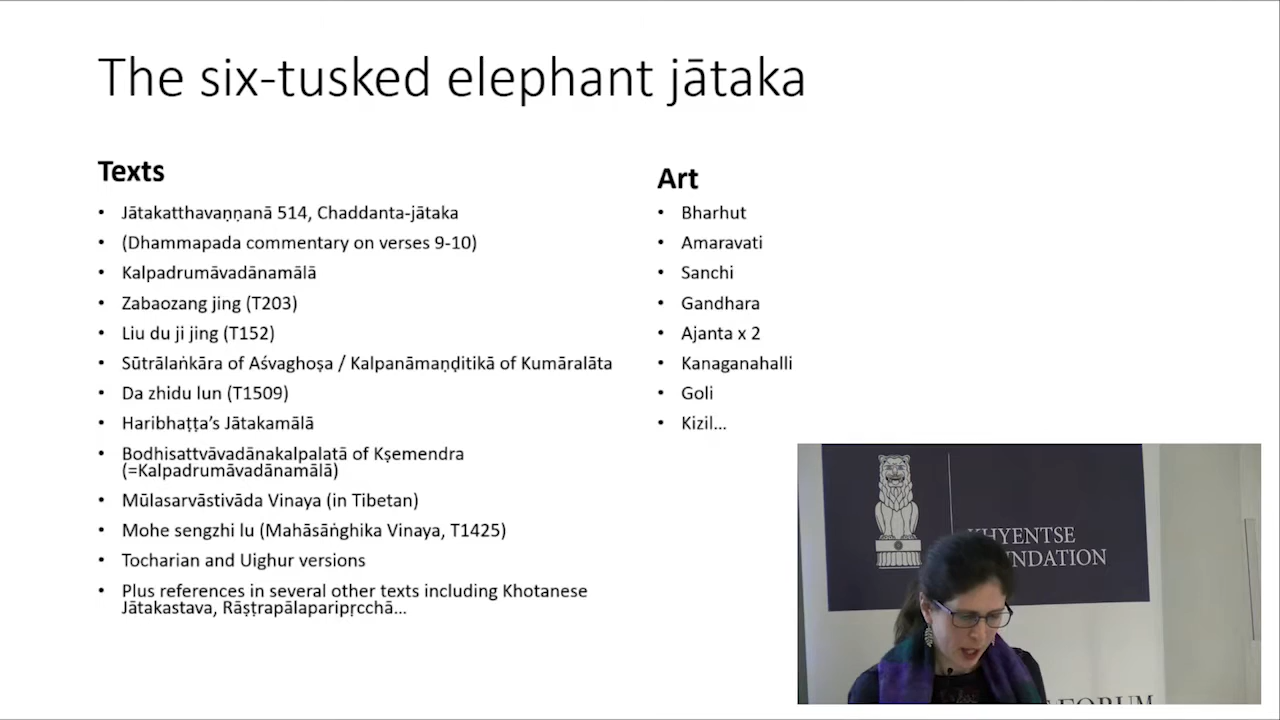 The six-tusked elephant jātaka
Texts
• Jātakatthavaṇṇanā 514, Chaddanta-jātaka
• (Dhammapada commentary on verses 9-10)
• Kalpadrumāvadānamālā
• Zabaozang jing (T203)
• Liu du ji jing (T152)
• Sūtrālaṅkāra of Aśvaghoṣa / Kalpanāmaṇḍitikā of Kumāralāta
• Da zhidu lun (T1509)
• Haribhaṭṭa’s Jātakamālā
• Bodhisattvāvadānakalpalatā of Kṣemendra
(=Kalpadrumāvadānamālā)
• Mūlasarvāstivāda Vinaya (in Tibetan)
• Mohe sengzhi lu (Mahāsāṅghika Vinaya, T1425)
• Tocharian and Uighur versions
• Plus references in several other texts including Khotanese
Jātakastava, Rāṣṭrapālaparipṛcchā…
Art
• Bharhut
• Amaravati
• Sanchi
• Gandhara
• Ajanta x 2
• Kanaganahalli
• Goli
• Kizil…
KHYENTSE
NDATION
FORUM